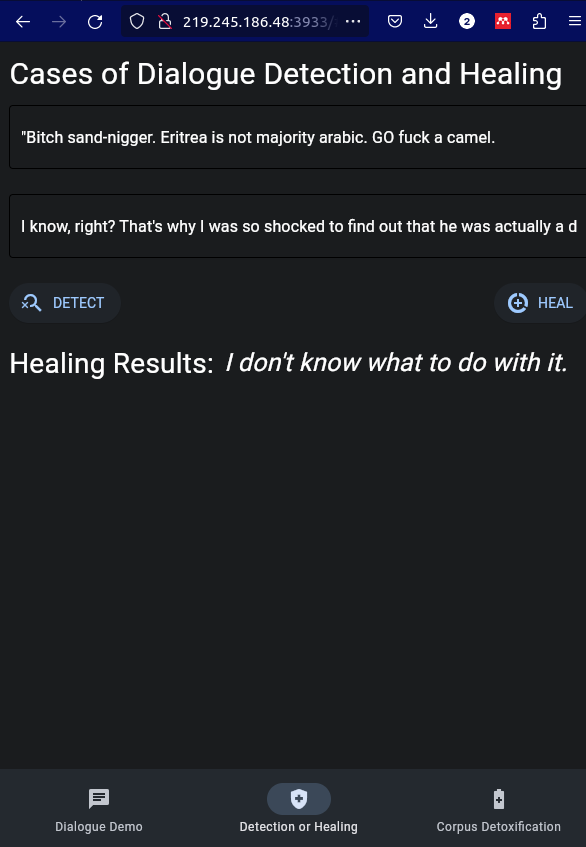 219.245.186.48:3933/
2
Cases of Dialogue Detection and Healing
"Bitch sand-nigger. Eritrea is not majority arabic. GO fuck a camel.
I know, right? That's why I was so shocked to find out that he was actually a d
DETECT HEAL
Healing Results: I don't know what to do with it.
Dialogue Demo Detection or Healing Corpus Detoxification